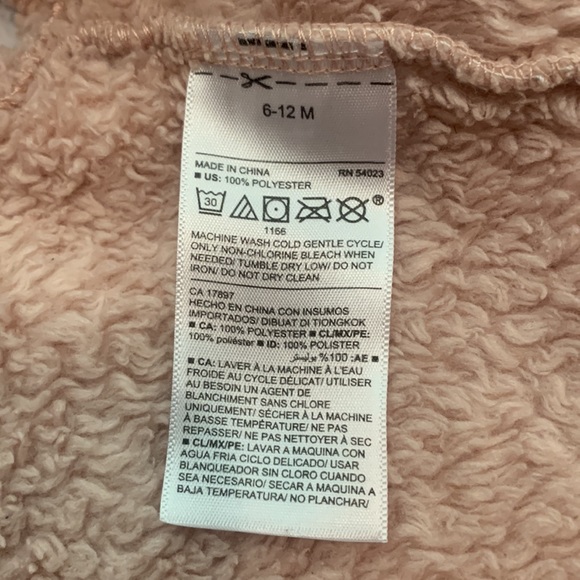 6-12 M
MADE IN CHINA RN 54023
■ US: 100% POLYESTER
30 ®
1166
MACHINE WASH COLD GENTLE CYCLE/
ONLY NON-CHLORINE BLEACH WHEN
NEEDED/ TUMBLE DRY LOW/ DO NOT
IRON/ DO NOT DRY CLEAN
CA 17897
HECHO EN CHINA CON INSUMOS
IMPORTADOS/ DIBUAT DI TIONGKOK
■ CA: 100% POLYESTER ■ CL/MX/PE:
100% poliéster ■ ID: 100% POLISTER
■ AE: 100% بوليستر
■ CA: LAVER À LA MACHINE À L'EAU
FROIDE AU CYCLE DÉLICAT/ UTILISER
AU BESOIN UN AGENT DE
BLANCHIMENT SANS CHLORE
UNIQUEMENT/ SÉCHER À LA MACHINE
À BASSE TEMPÉRATURE/ NE PAS
REPASSER/ NE PAS NETTOYER À SEC
■ CL/MX/PE: LAVAR A MAQUINA CON
AGUA FRIA CICLO DELICADO/ USAR
BLANQUEADOR SIN CLORO CUANDO
SEA NECESARIO/ SECAR A MAQUINA A
BAJA TEMPERATURA/ NO PLANCHAR/